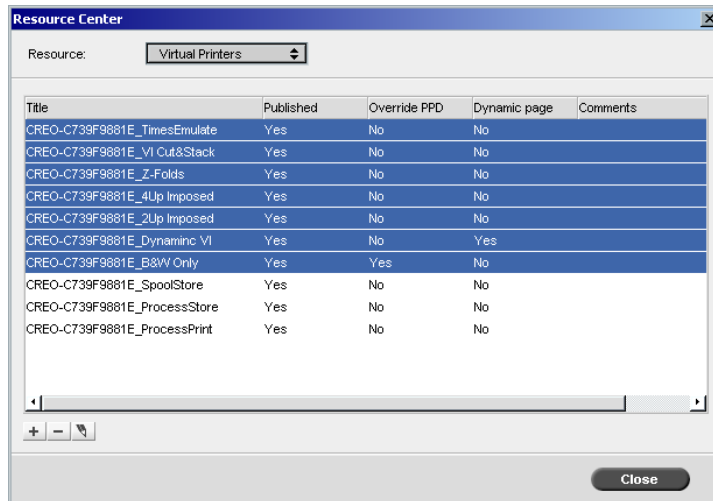 Resource Center
Resource: Virtual Printers
Title Published Override PPD Dynamic page Comments
CREO-C739F9881E_TimesEmulate Yes No No
CREO-C739F9881E_VI Cut&Stack Yes No No
CREO-C739F9881E_Z-Folds Yes No No
CREO-C739F9881E_4Up Imposed Yes No No
CREO-C739F9881E_2Up Imposed Yes No No
CREO-C739F9881E_Dynaminc VI Yes No Yes
CREO-C739F9881E_B&W Only Yes Yes No
CREO-C739F9881E_SpoolStore Yes No No
CREO-C739F9881E_ProcessStore Yes No No
CREO-C739F9881E_ProcessPrint Yes No No
Close